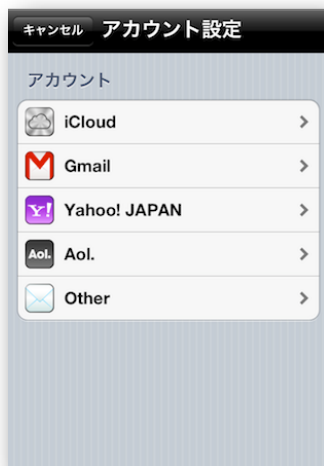 キャンセル アカウント設定
アカウント
iCloud
Gmail
Y! Yahoo! JAPAN
Aol. Aol.
Other